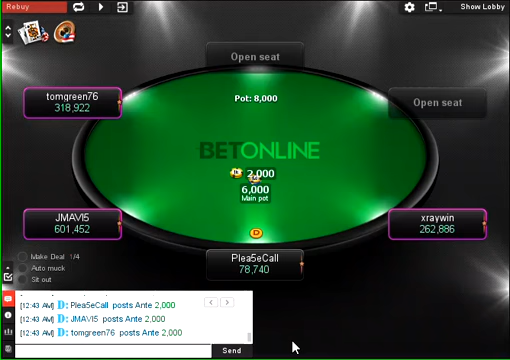 Rebuy
Show Lobby
Open seat
tomgreen76
318,922
Pot: 8,000
Open seat
BETONLINE
2,000
6,000
Main pot
JMAVI5
601,452
xraywin
262,886
D
Plea5eCall
78,740
Make Deal 1/4
Auto muck
Sit out
[12:43 AM] D: Plea5eCall posts Ante 2,000
[12:43 AM] D: JMAVI5 posts Ante 2,000
[12:43 AM] D: tomgreen76 posts Ante 2,000
Send